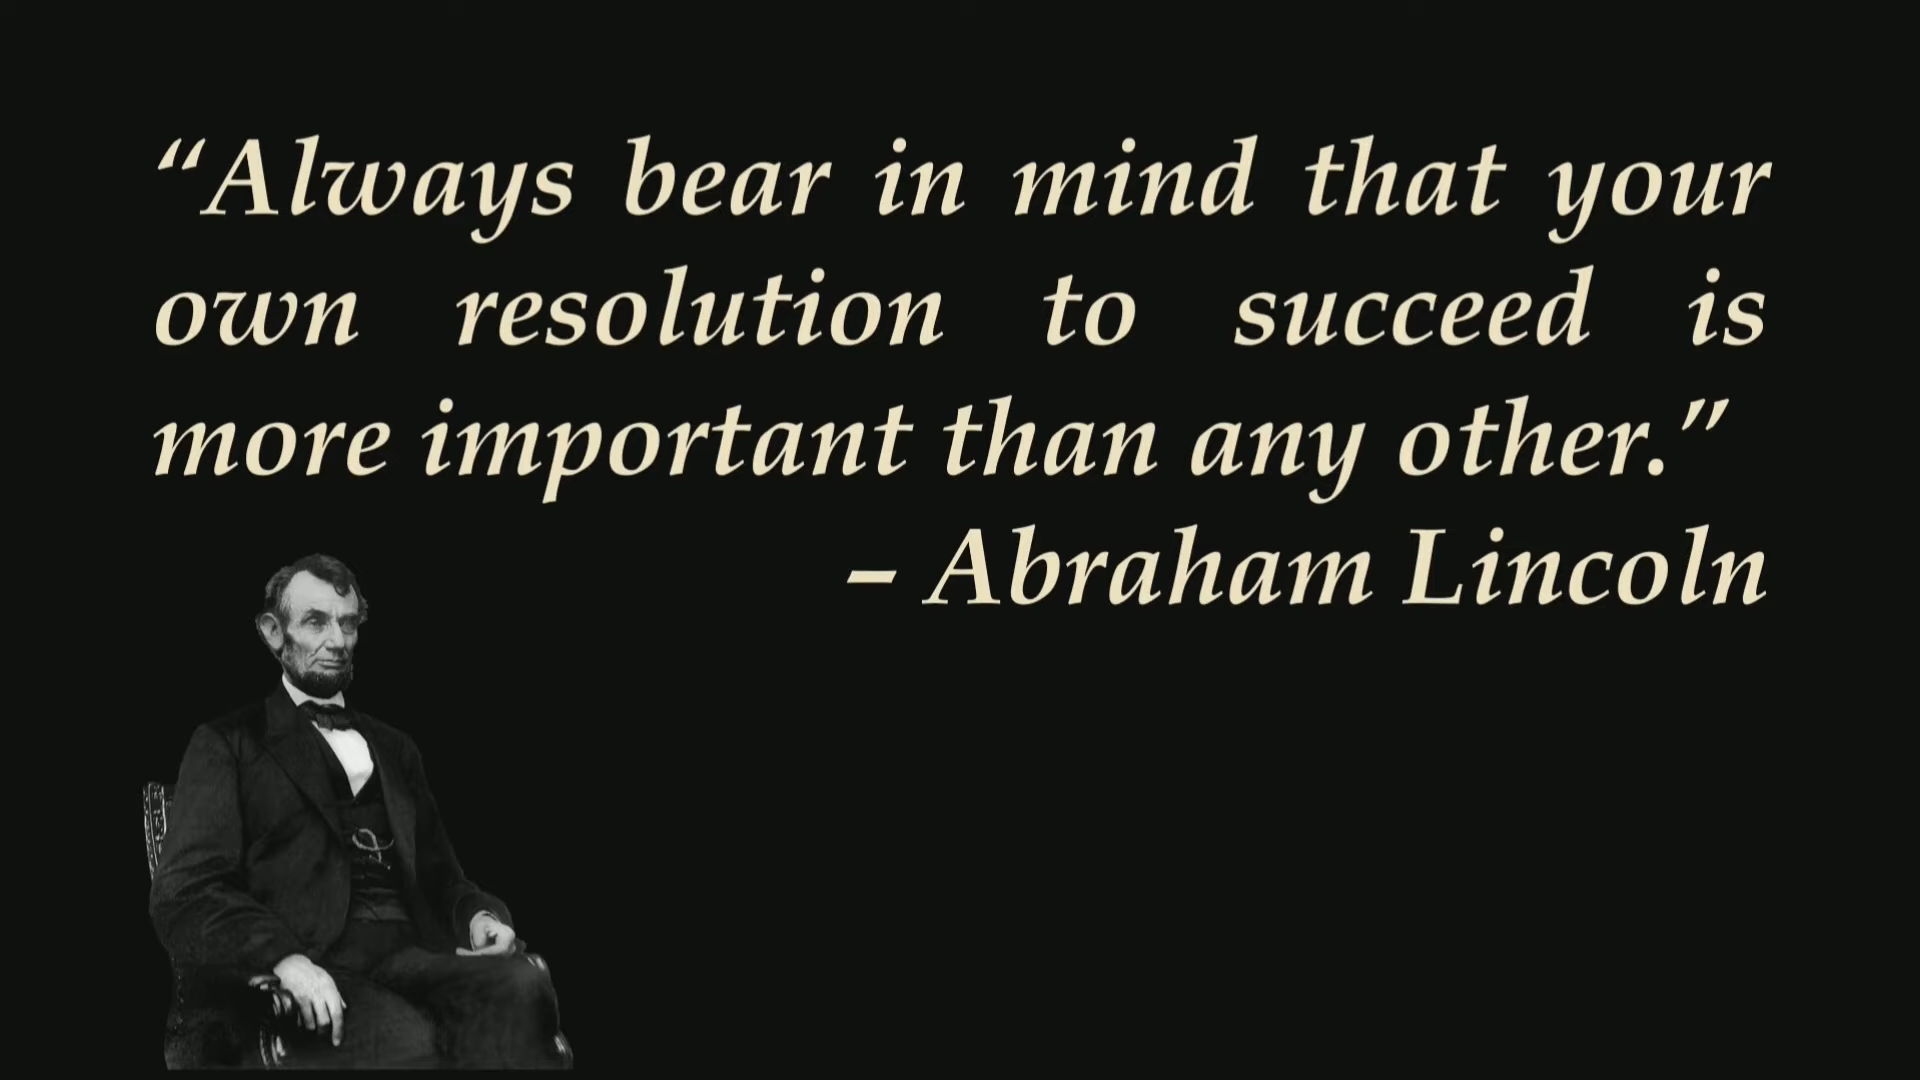 “Always bear in mind that your
own resolution to succeed is
more important than any other.”
– Abraham Lincoln